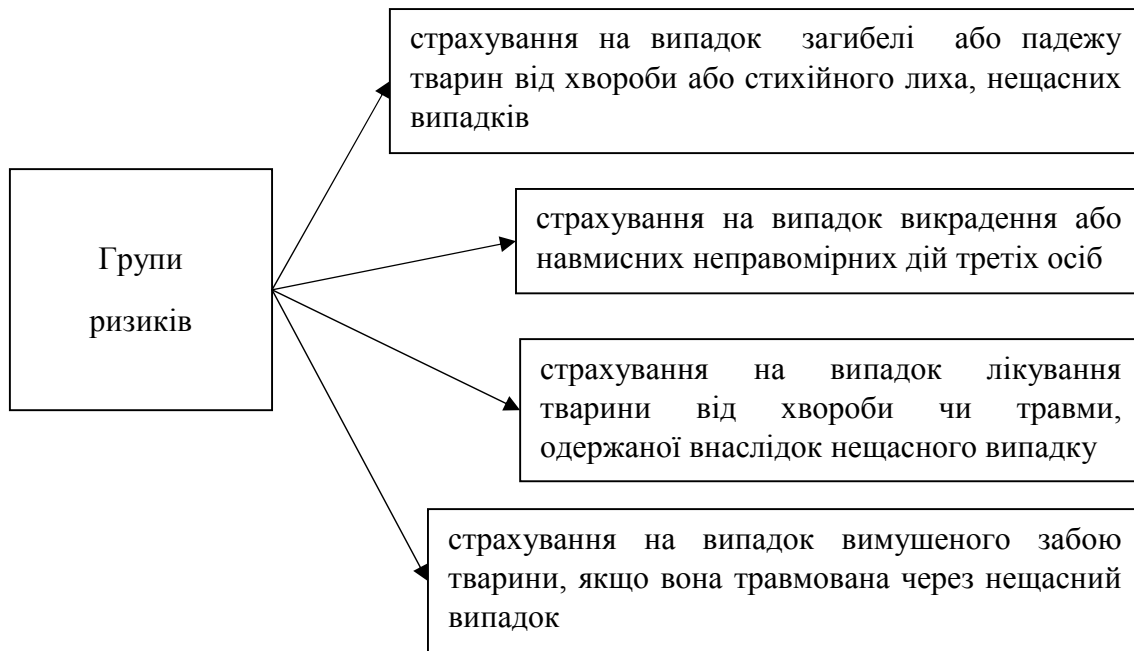 страхування на випадок загибелі або падежу
тварин від хвороби або стихійного лиха, нещасних
випадків
Групи
ризиків
страхування на випадок викрадення або
навмисних неправомірних дій третіх осіб
страхування на випадок лікування
тварини від хвороби чи травми,
одержаної внаслідок нещасного випадку
страхування на випадок вимушеного забою
тварини, якщо вона травмована через нещасний
випадок